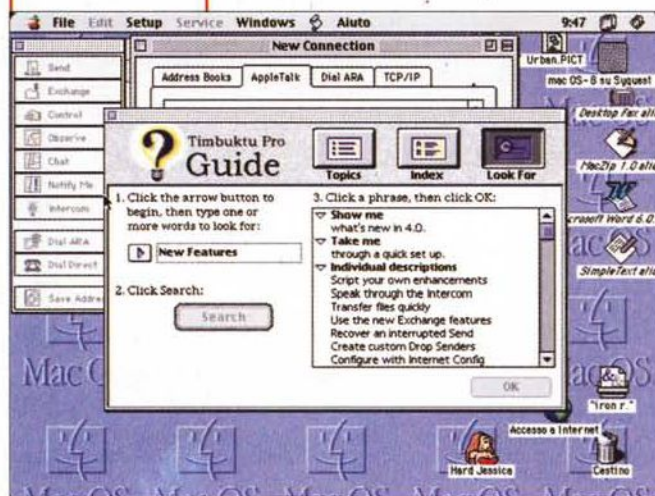 File Edit Setup Service Windows Aiuto 9:47
New Connection
Address Books AppleTalk Dial ARA TCP/IP
Send
Exchange
Control
Observe
Chat
Notify Me
Intercom
Dial ARA
Dial Direct
Save Addre
Timbuktu Pro
Guide
Topics Index Look For
1. Click the arrow button to
begin, then type one or
more words to look for:
New Features
2. Click Search:
Search
3. Click a phrase, then click OK:
Show me
what's new in 4.0.
Take me
through a quick set up.
Individual descriptions
Script your own enhancements
Speak through the Intercom
Transfer files quickly
Use the new Exchange features
Recover an interrupted Send
Create custom Drop Senders
Configure with Internet Config
OK
Urban.PICT
mac OS-8 su Syquest
Desktop Fax alia
MacZip 1.0 alia
crosoft Word 6.0
SimpleText alia
"iron r."
Accesso a Internet
Hard Jessica
Cestino
Mac O
ac OS